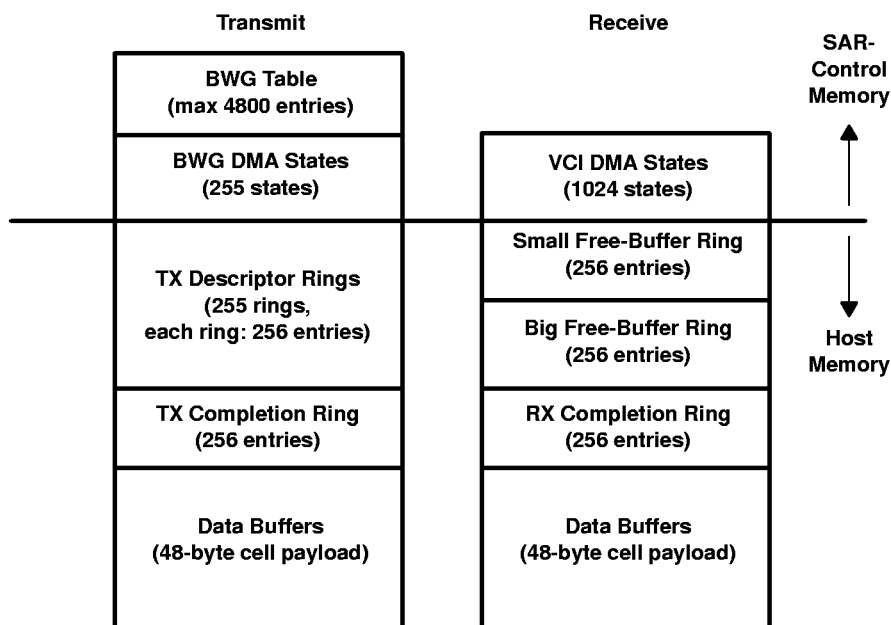 Transmit
BWG Table
(max 4800 entries)
BWG DMA States
(255 states)
TX Descriptor Rings
(255 rings,
each ring: 256 entries)
TX Completion Ring
(256 entries)
Data Buffers
(48-byte cell payload)
Receive
VCI DMA States
(1024 states)
Small Free-Buffer Ring
(256 entries)
Big Free-Buffer Ring
(256 entries)
RX Completion Ring
(256 entries)
Data Buffers
(48-byte cell payload)
SAR-
Control
Memory
Host
Memory